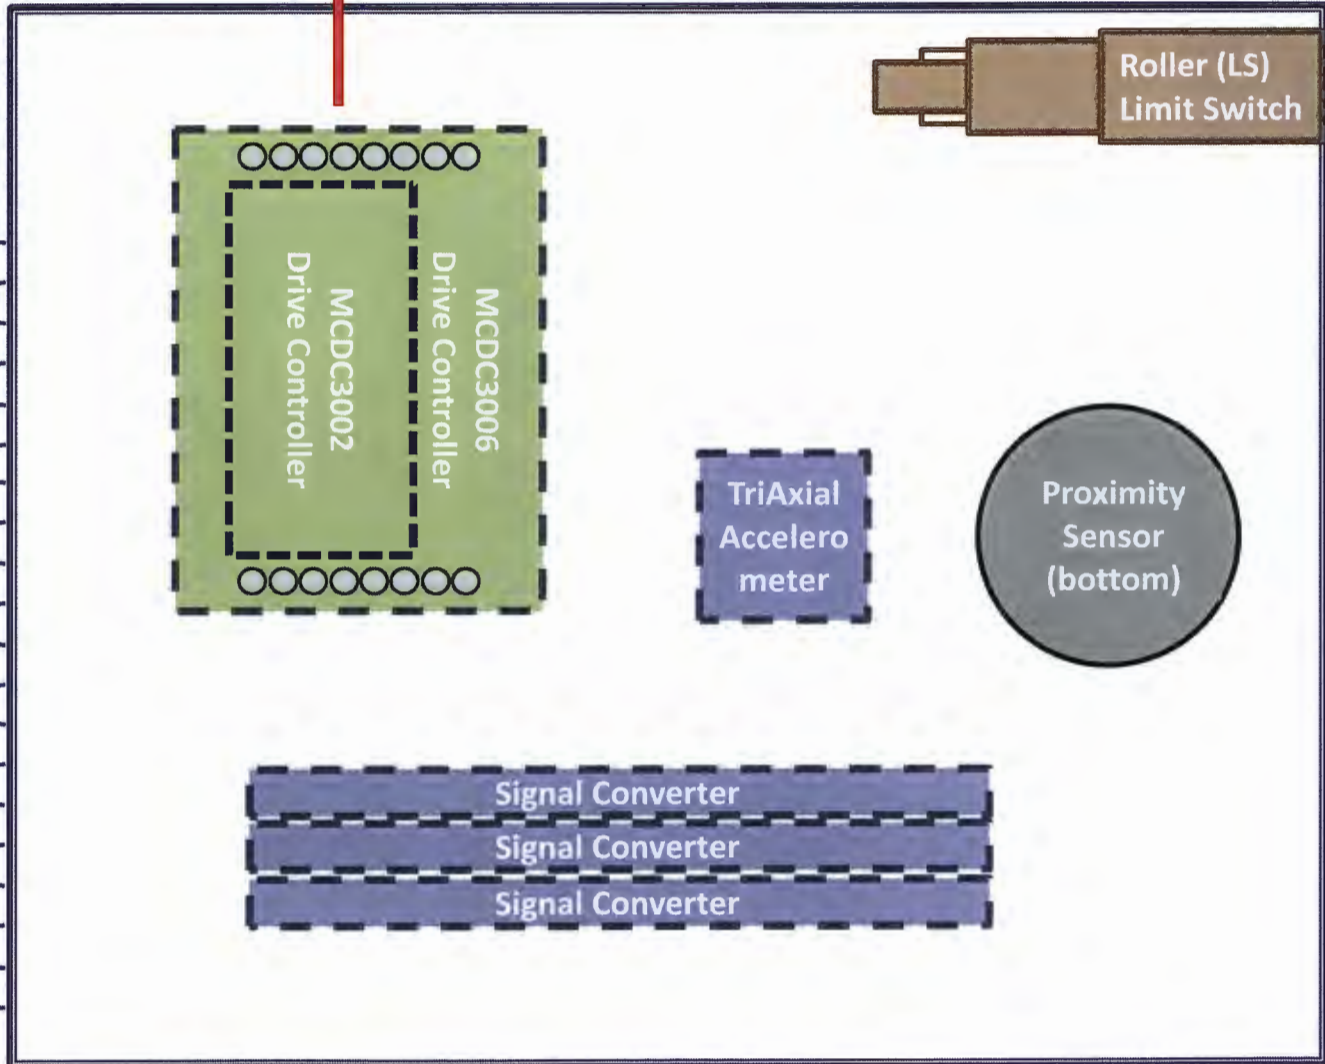 Roller (LS)
Limit Switch
MCDC3006
Drive Controller
MCDC3002
Drive Controller
TriAxial
Accelero
meter
Proximity
Sensor
(bottom)
Signal Converter
Signal Converter
Signal Converter